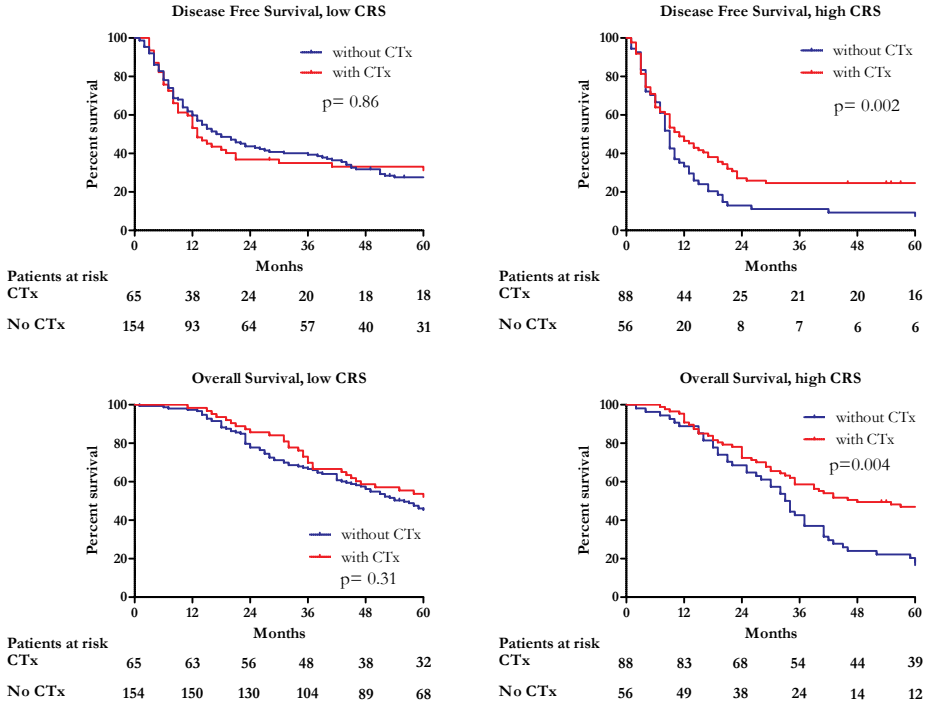 Disease Free Survival, low CRS
Percent survival
100
80
60
40
20
0
without CTx
with CTx
p= 0.86
0 12 24 36 48 60
Months
Patients at risk
CTx 65 38 24 20 18 18
No CTx 154 93 64 57 40 31
Disease Free Survival, high CRS
Percent survival
100
80
60
40
20
0
without CTx
with CTx
p= 0.002
0 12 24 36 48 60
Months
Patients at risk
CTx 88 44 25 21 20 16
No CTx 56 20 8 7 6 6
Overall Survival, low CRS
Percent survival
100
80
60
40
20
0
without CTx
with CTx
p= 0.31
0 12 24 36 48 60
Months
Patients at risk
CTx 65 63 56 48 38 32
No CTx 154 150 130 104 89 68
Overall Survival, high CRS
Percent survival
100
80
60
40
20
0
without CTx
with CTx
p=0.004
0 12 24 36 48 60
Months
Patients at risk
CTx 88 83 68 54 44 39
No CTx 56 49 38 24 14 12